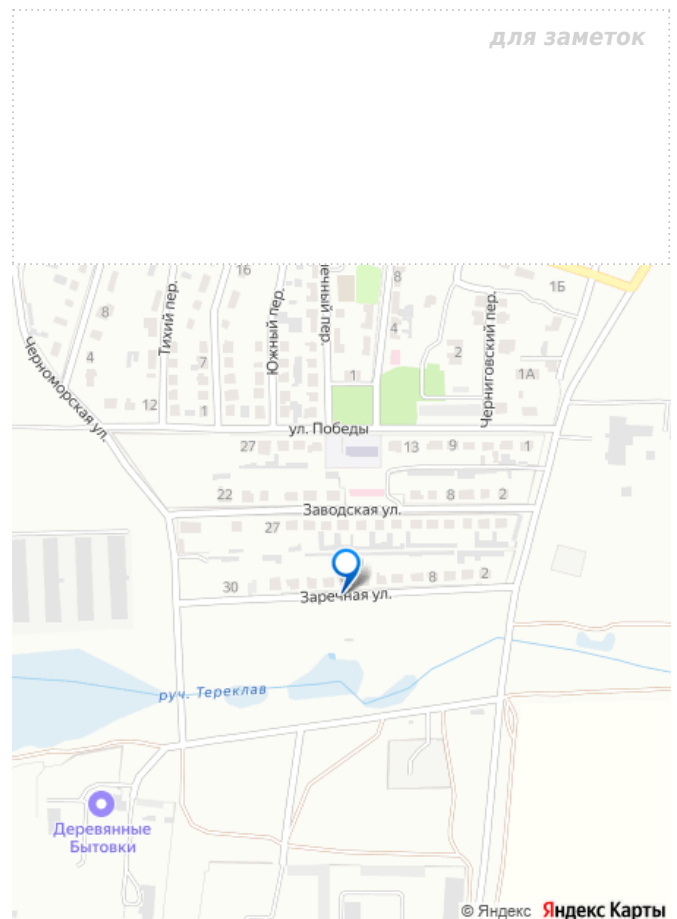 для заметок
16
8
1Б
Тихий пер.
Южный пер.
нный пер.
Черниговский пер.
8
4
2
Черноморская ул.
4
7
1
1А
12
1
ул. Победы
27
13
9
1
22
8
2
Заводская ул.
27
30
8
2
Заречная ул.
руч. Тереклав
Деревянные
Бытовки
© Яндекс Яндекс Карты